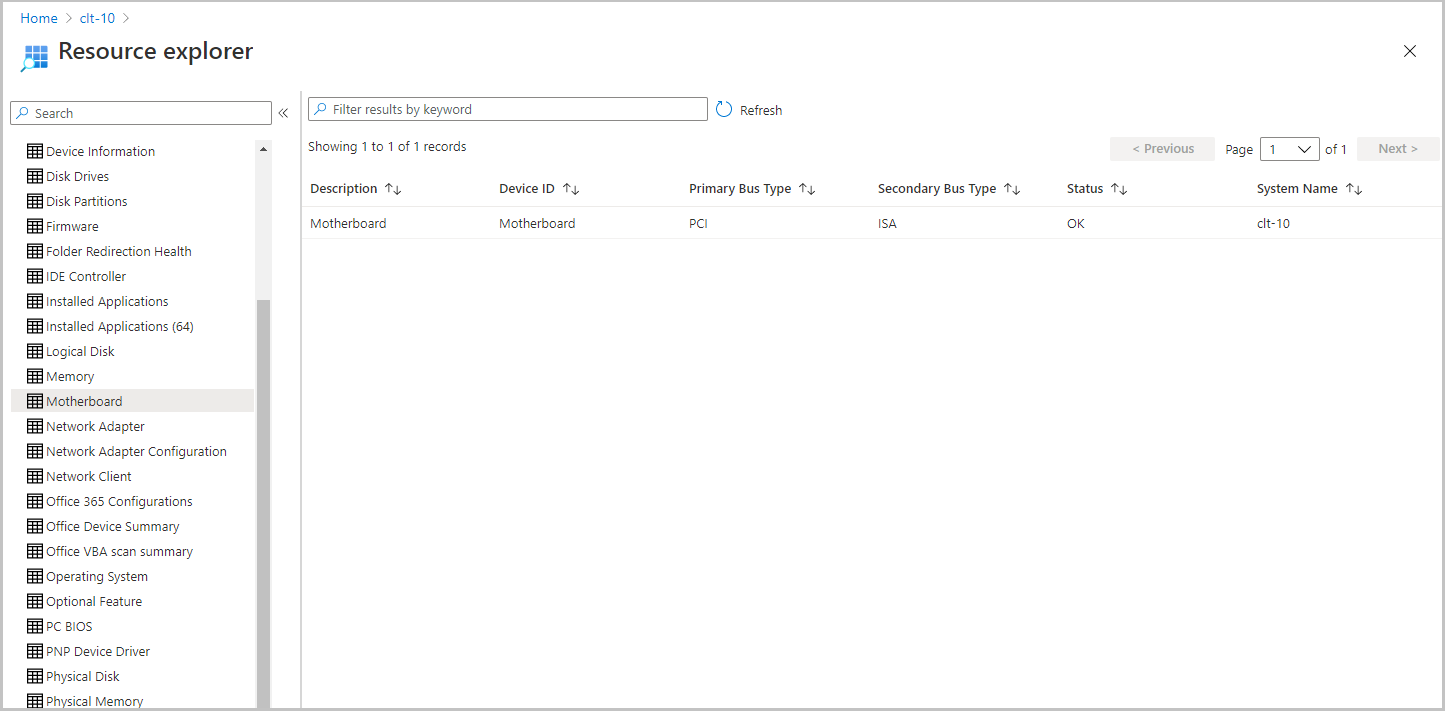 Home > clt-10 >
Resource explorer
Search
«
Device Information
Disk Drives
Disk Partitions
Firmware
Folder Redirection Health
IDE Controller
Installed Applications
Installed Applications (64)
Logical Disk
Memory
Motherboard
Network Adapter
Network Adapter Configuration
Network Client
Office 365 Configurations
Office Device Summary
Office VBA scan summary
Operating System
Optional Feature
PC BIOS
PNP Device Driver
Physical Disk
Physical Memory
Filter results by keyword
Refresh
Showing 1 to 1 of 1 records
< Previous Page 1 of 1 Next >
Description Device ID Primary Bus Type Secondary Bus Type Status System Name
Motherboard Motherboard PCI ISA OK clt-10